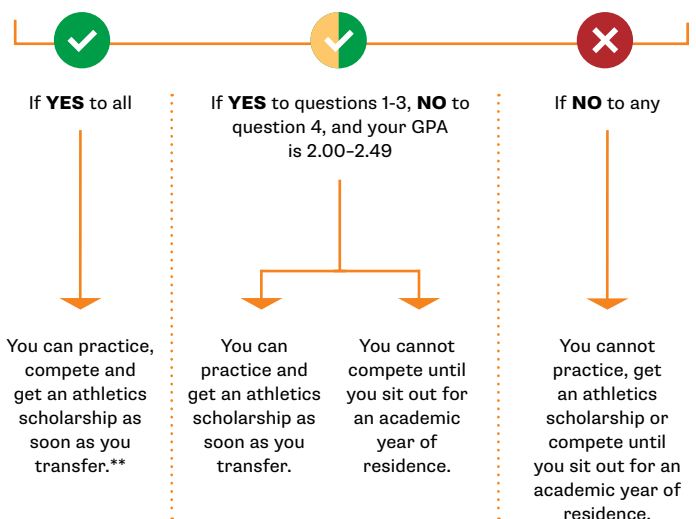 If YES to all
If YES to questions 1-3, NO to
question 4, and your GPA
is 2.00–2.49
If NO to any
You can practice,
compete and
get an athletics
scholarship as
soon as you
transfer.**
You can
practice and
get an athletics
scholarship as
soon as you
transfer.
You cannot
compete until
you sit out for
an academic
year of
residence.
You cannot
practice, get
an athletics
scholarship or
compete until
you sit out for an
academic year of
residence.